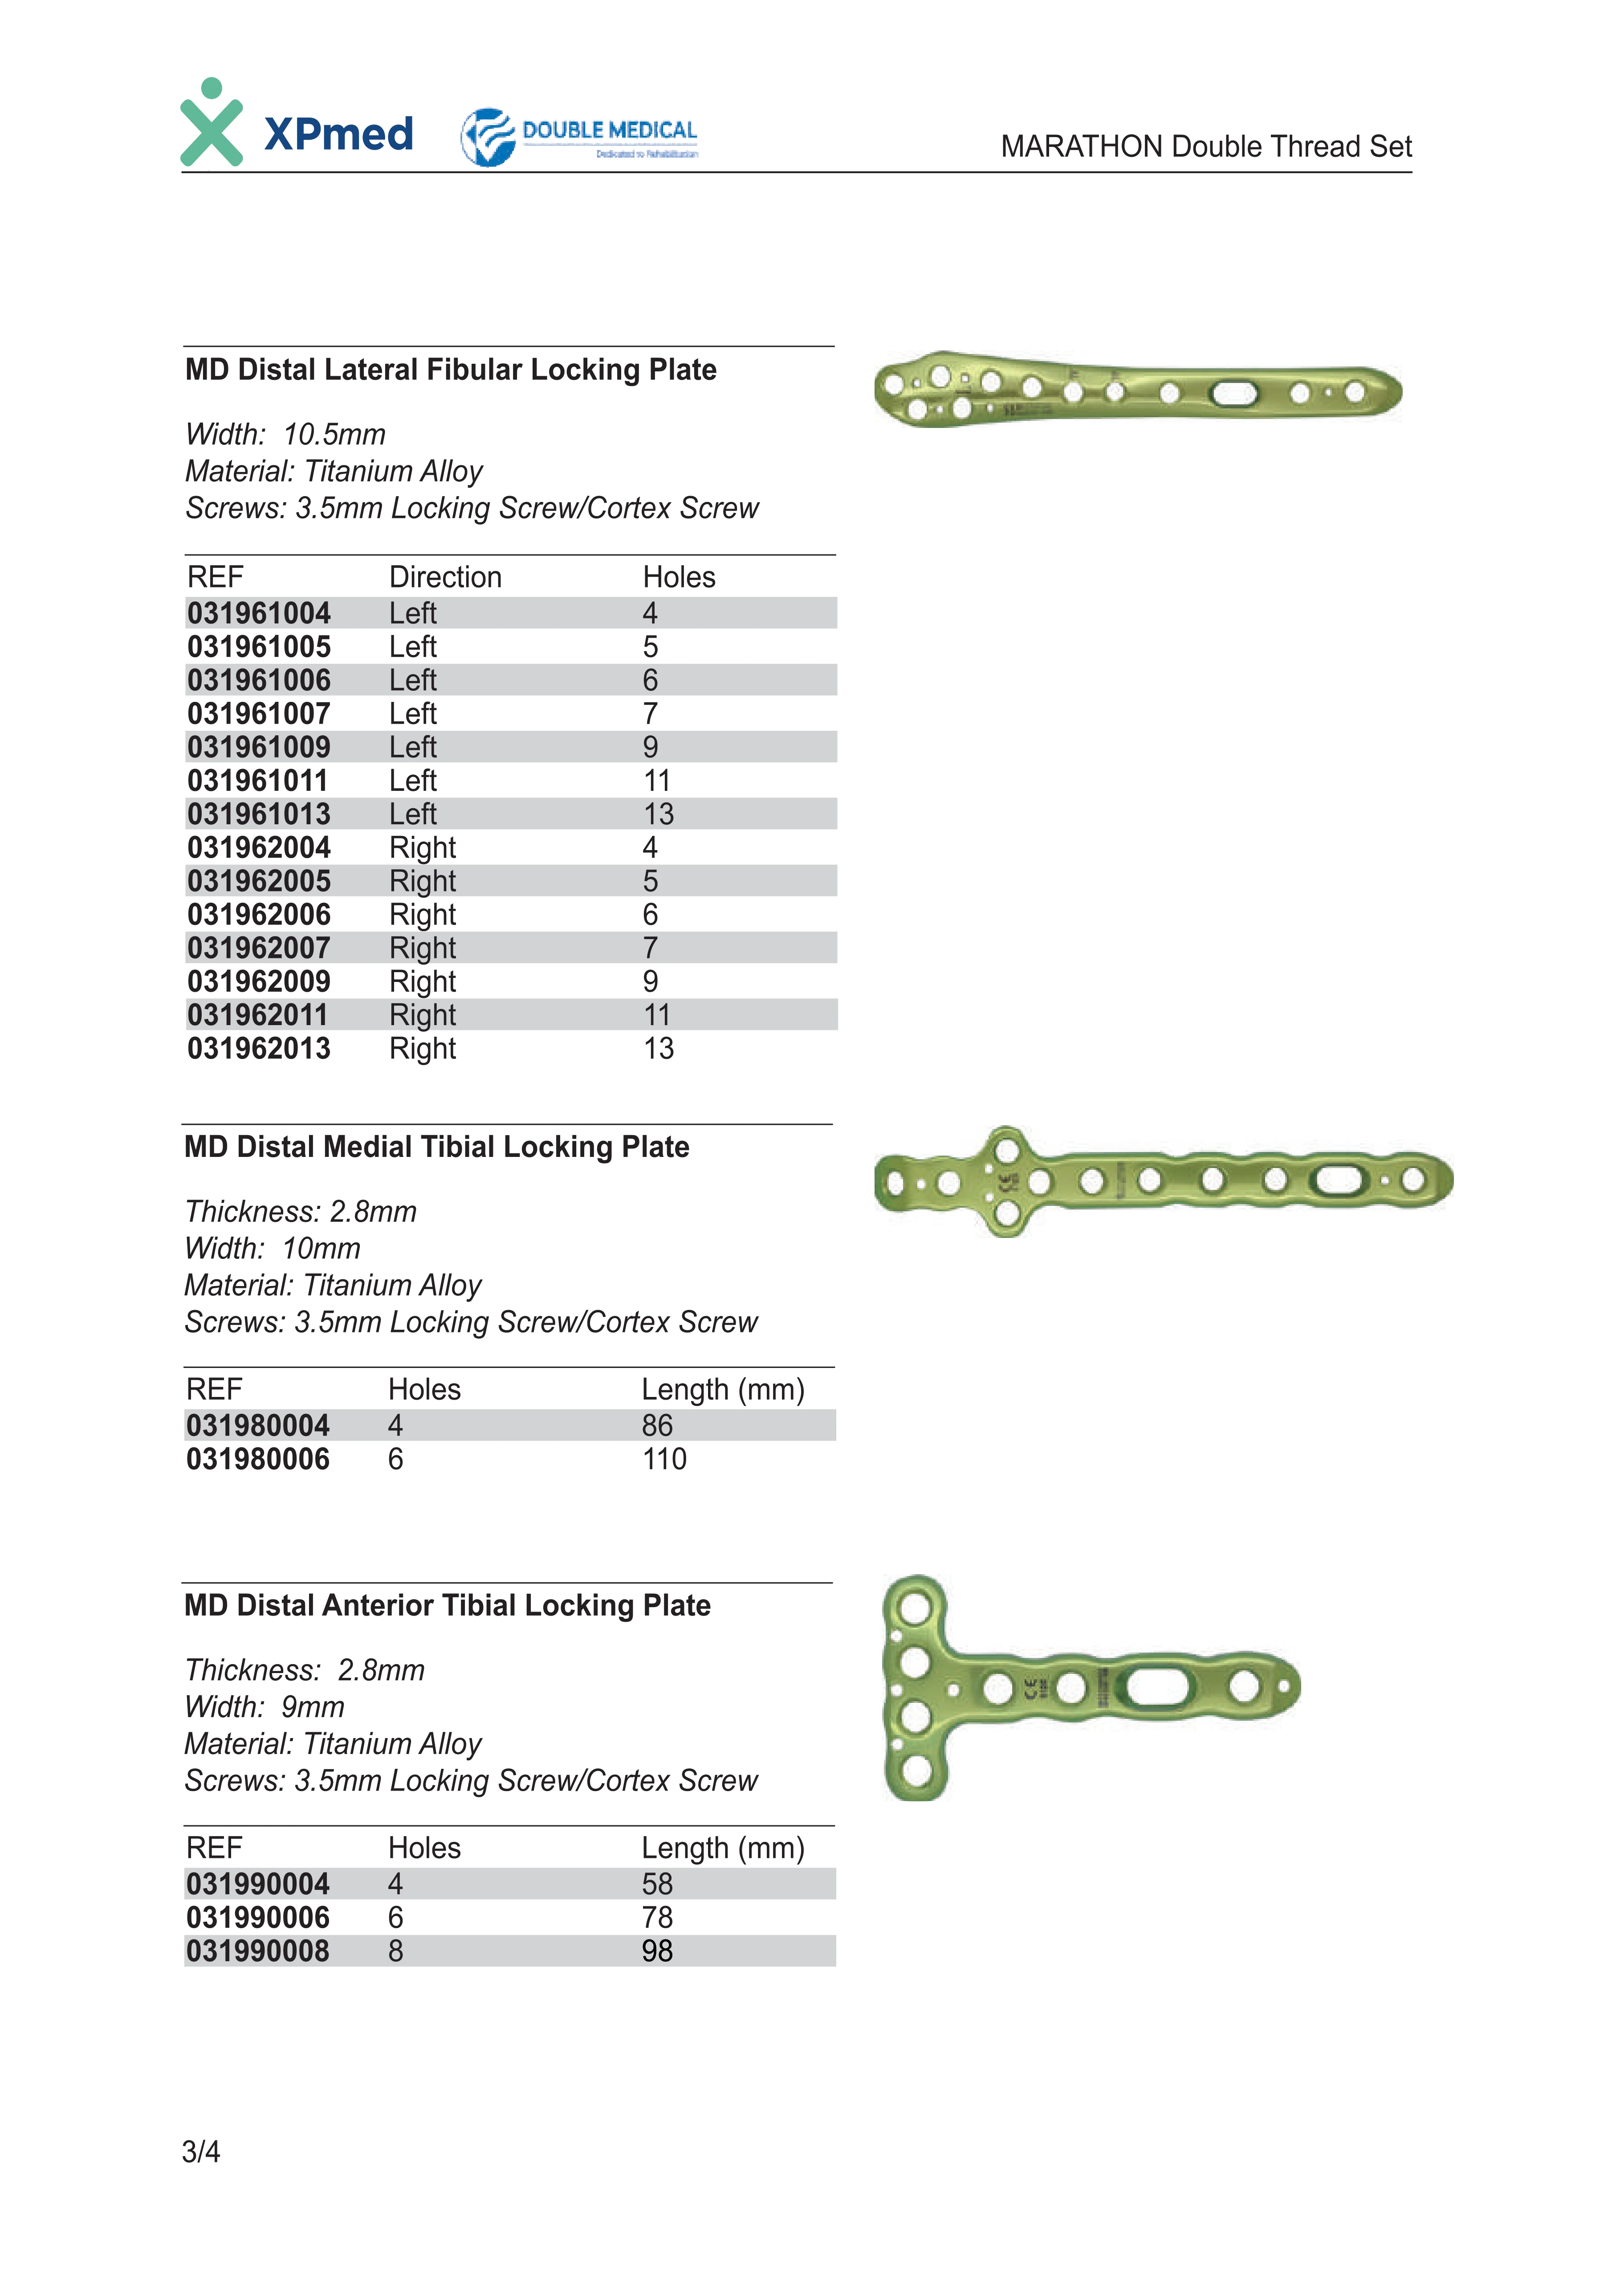 XPmed
DOUBLE MEDICAL
Dedicated to Rehabilitation
MARATHON Double Thread Set
MD Distal Lateral Fibular Locking Plate
Width: 10.5mm
Material: Titanium Alloy
Screws: 3.5mm Locking Screw/Cortex Screw
REF Direction Holes
031961004 Left 4
031961005 Left 5
031961006 Left 6
031961007 Left 7
031961009 Left 9
031961011 Left 11
031961013 Left 13
031962004 Right 4
031962005 Right 5
031962006 Right 6
031962007 Right 7
031962009 Right 9
031962011 Right 11
031962013 Right 13
MD Distal Medial Tibial Locking Plate
Thickness: 2.8mm
Width: 10mm
Material: Titanium Alloy
Screws: 3.5mm Locking Screw/Cortex Screw
REF Holes Length (mm)
031980004 4 86
031980006 6 110
CE
MD Distal Anterior Tibial Locking Plate
Thickness: 2.8mm
Width: 9mm
Material: Titanium Alloy
Screws: 3.5mm Locking Screw/Cortex Screw
REF Holes Length (mm)
031990004 4 58
031990006 6 78
031990008 8 98
CE
3/4